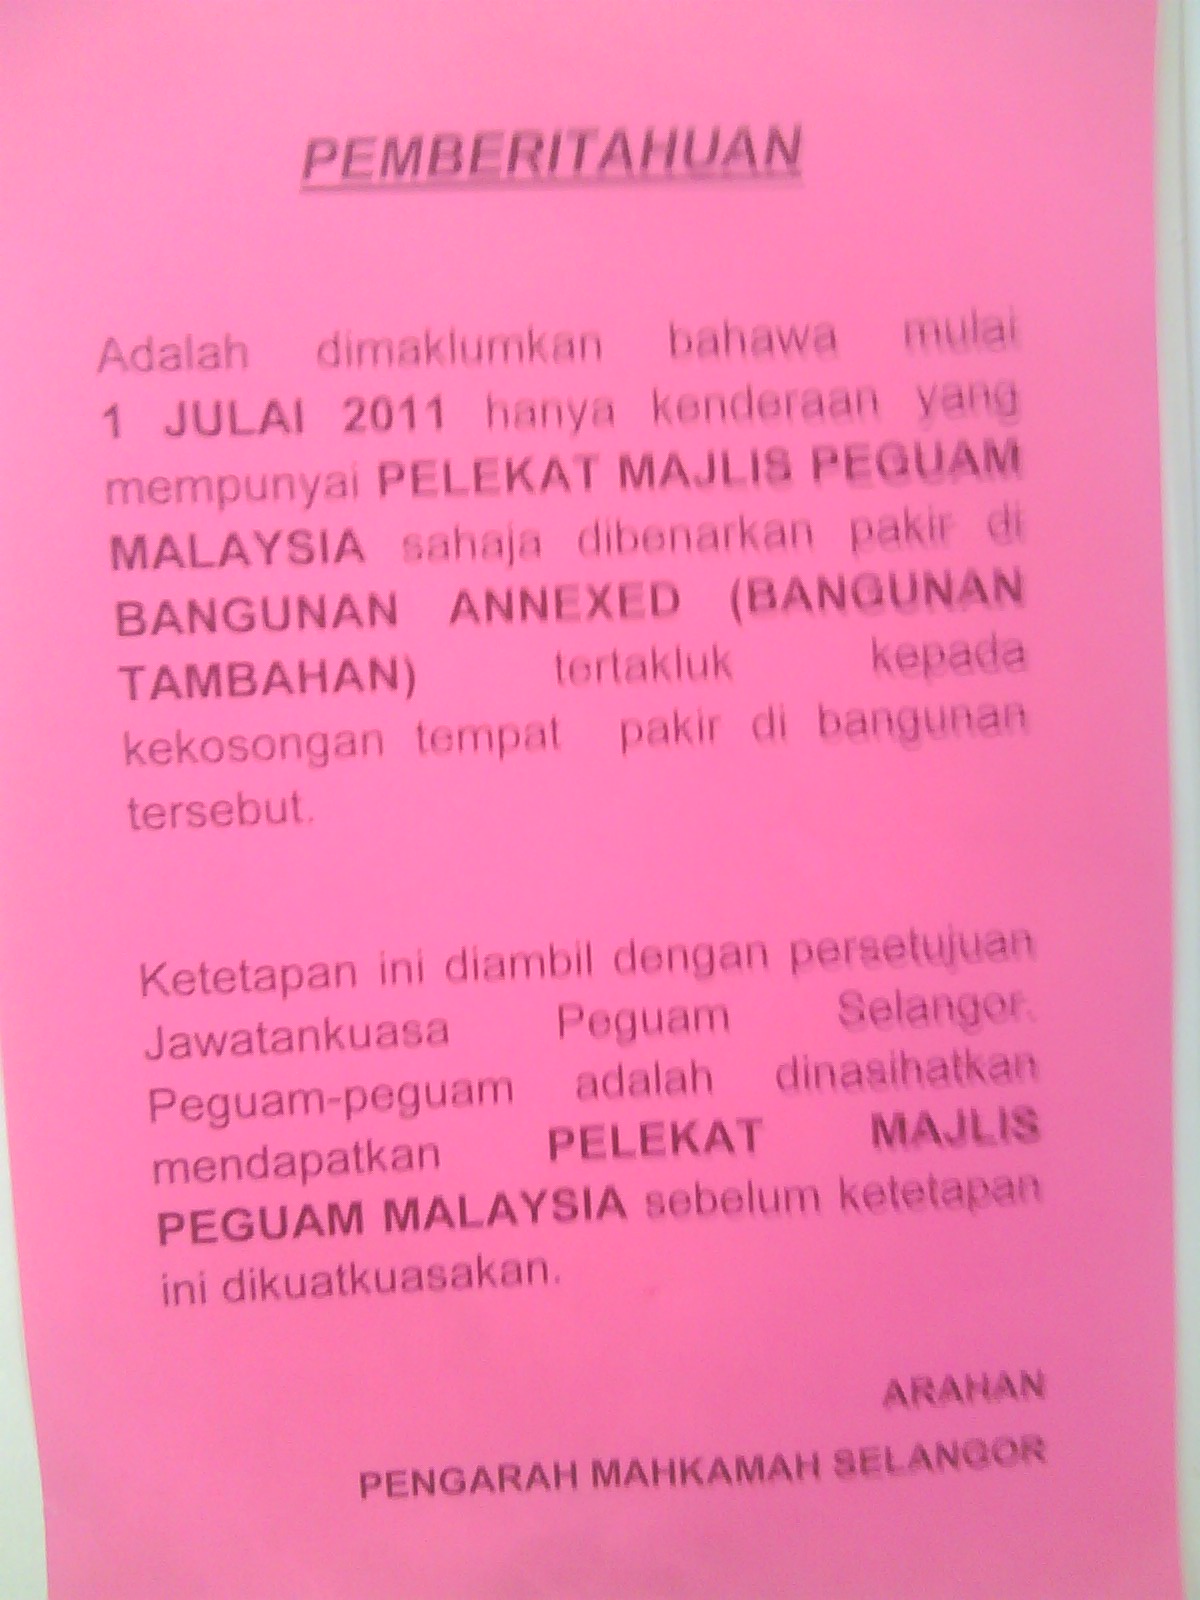 PEMBERITAHUAN
Adalah dimaklumkan bahawa mulai
1 JULAI 2011 hanya kenderaan yang
mempunyai PELEKAT MAJLIS PEGUAM
MALAYSIA sahaja dibenarkan pakir di
BANGUNAN ANNEXED (BANGUNAN
TAMBAHAN) tertakluk kepada
kekosongan tempat pakir di bangunan
tersebut.
Ketetapan ini diambil dengan persetujuan
Jawatankuasa Peguam Selangor.
Peguam-peguam adalah dinasihatkan
mendapatkan PELEKAT MAJLIS
PEGUAM MALAYSIA sebelum ketetapan
ini dikuatkuasakan.
ARAHAN
PENGARAH MAHKAMAH SELANGOR